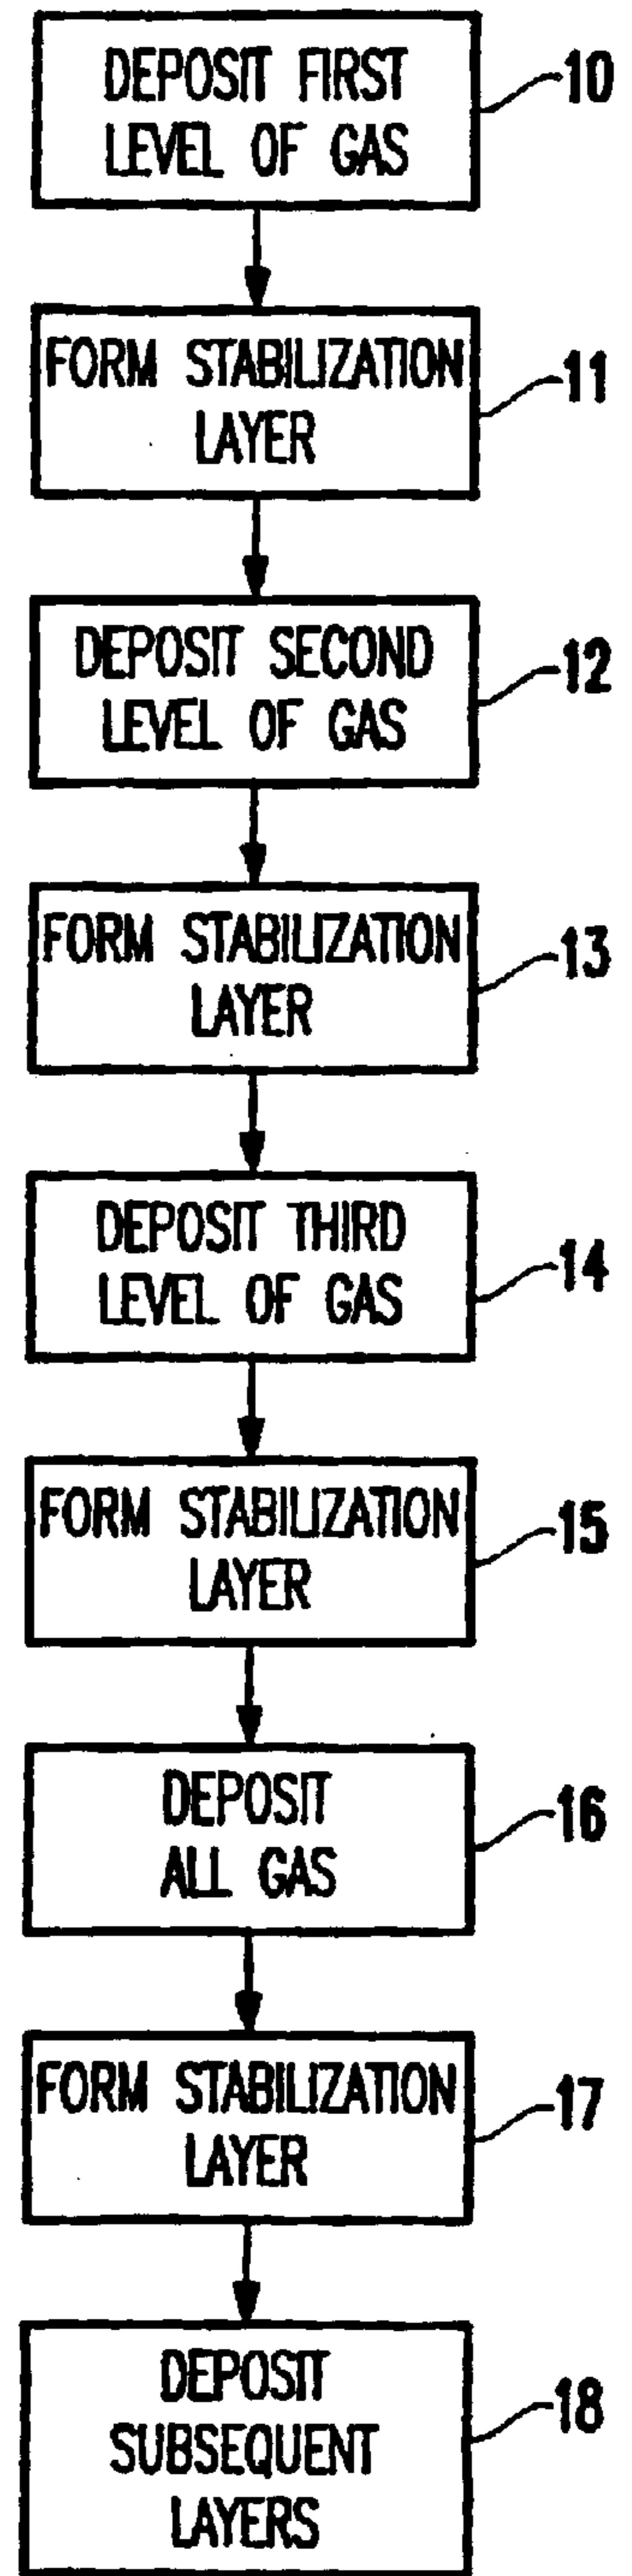 DEPOSIT FIRST
LEVEL OF GAS
10
FORM STABILIZATION
LAYER
11
DEPOSIT SECOND
LEVEL OF GAS
12
FORM STABILIZATION
LAYER
13
DEPOSIT THIRD
LEVEL OF GAS
14
FORM STABILIZATION
LAYER
15
DEPOSIT
ALL GAS
16
FORM STABILIZATION
LAYER
17
DEPOSIT
SUBSEQUENT
LAYERS
18